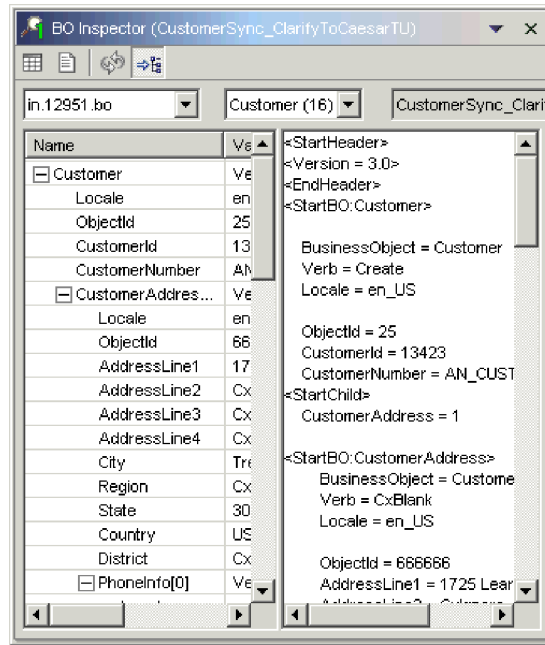 BO Inspector (CustomerSync_ClarifyToCaesarTU)
in.12951.bo
Customer (16)
CustomerSync_Clari
Name
Va
Customer
Ve
Locale
en
ObjectId
25
CustomerId
13
CustomerNumber
AN
CustomerAddres...
Ve
Locale
en
ObjectId
66
AddressLine1
17
AddressLine2
Cx
AddressLine3
Cx
AddressLine4
Cx
City
Tre
Region
Cx
State
30
Country
US
District
Cx
PhoneInfo[0]
Ve
<StartHeader>
<Version = 3.0>
<EndHeader>
<StartBO:Customer>
BusinessObject = Customer
Verb = Create
Locale = en_US
ObjectId = 25
CustomerId = 13423
CustomerNumber = AN_CUST
<StartChild>
CustomerAddress = 1
<StartBO:CustomerAddress>
BusinessObject = Custome
Verb = CxBlank
Locale = en_US
ObjectId = 666666
AddressLine1 = 1725 Lear